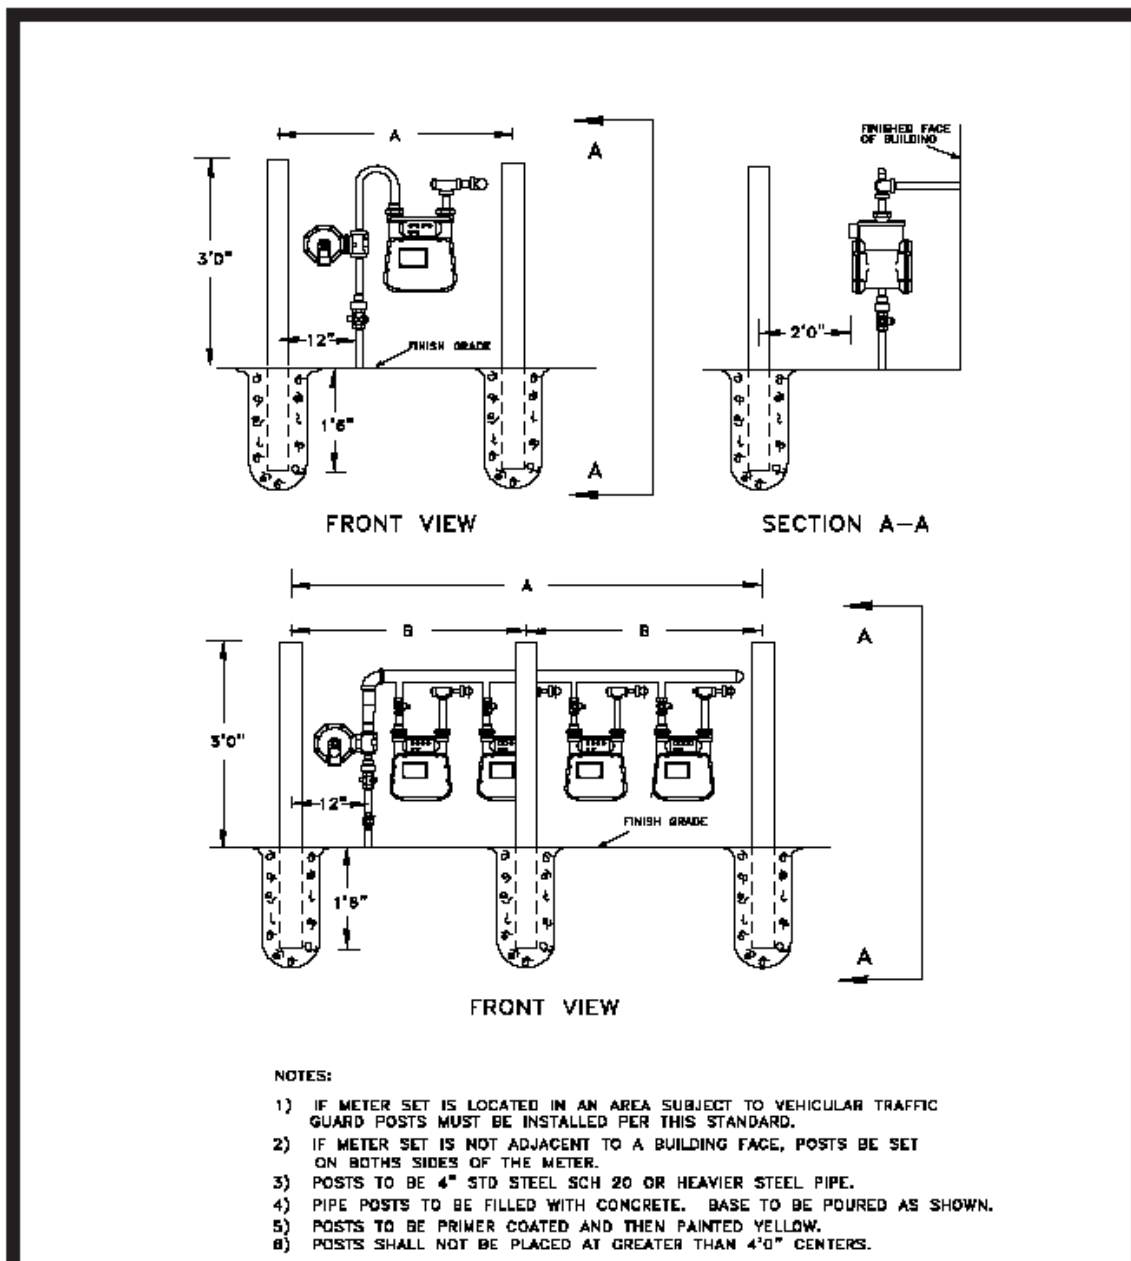 A
A
FINISHED FACE
OF BUILDING
3'0"
12"
FINISH GRADE
2'0"
1'6"
A
FRONT VIEW
SECTION A-A
A
B
B
A
3'0"
12"
FINISH GRADE
1'6"
A
FRONT VIEW
NOTES:
1) IF METER SET IS LOCATED IN AN AREA SUBJECT TO VEHICULAR TRAFFIC
GUARD POSTS MUST BE INSTALLED PER THIS STANDARD.
2) IF METER SET IS NOT ADJACENT TO A BUILDING FACE, POSTS BE SET
ON BOTHS SIDES OF THE METER.
3) POSTS TO BE 4" STD STEEL SCH 20 OR HEAVIER STEEL PIPE.
4) PIPE POSTS TO BE FILLED WITH CONCRETE. BASE TO BE POURED AS SHOWN.
5) POSTS TO BE PRIMER COATED AND THEN PAINTED YELLOW.
6) POSTS SHALL NOT BE PLACED AT GREATER THAN 4'0" CENTERS.